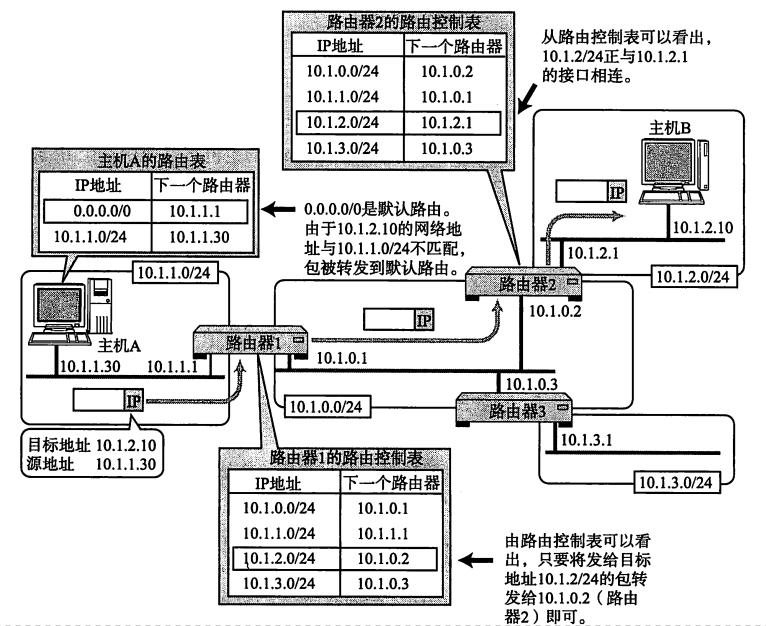 路由器2的路由控制表
IP地址 下一个路由器
10.1.0.0/24 10.1.0.2
10.1.1.0/24 10.1.0.1
10.1.2.0/24 10.1.2.1
10.1.3.0/24 10.1.0.3
从路由控制表可以看出，
10.1.2/24正与10.1.2.1
的接口相连。
主机A的路由表
IP地址 下一个路由器
0.0.0.0/0 10.1.1.1
10.1.1.0/24 10.1.1.30
0.0.0.0/0是默认路由。
由于10.1.2.10的网络地
址与10.1.1.0/24不匹配，
包被转发到默认路由。
主机B
IP
10.1.2.10
10.1.2.1
10.1.2.0/24
10.1.1.0/24
主机A
10.1.1.30
10.1.1.1
IP
目标地址 10.1.2.10
源地址 10.1.1.30
路由器1
10.1.0.1
IP
路由器2
10.1.0.2
10.1.0.3
10.1.0.0/24
路由器3
10.1.3.1
10.1.3.0/24
路由器1的路由控制表
IP地址 下一个路由器
10.1.0.0/24 10.1.0.1
10.1.1.0/24 10.1.1.1
10.1.2.0/24 10.1.0.2
10.1.3.0/24 10.1.0.3
由路由控制表可以看
出，只要将发给目标
地址10.1.2/24的包转
发给10.1.0.2（路由
器2）即可。